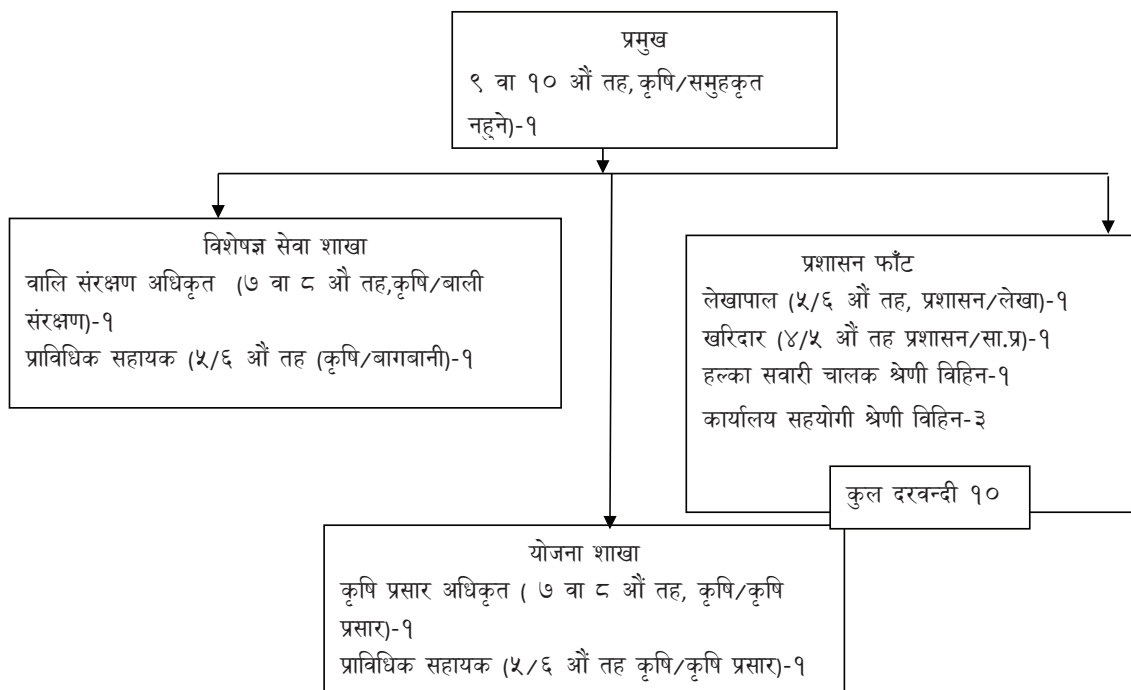 प्रमुख
९ वा १० औं तह,कृषि/समुहकृत
नहुने)-१
विशेषज्ञ सेवा शाखा
वालि संरक्षण अधिकृत (७ वा ८ औ तह,कृषि/बाली
संरक्षण)-१
प्राविधिक सहायक (५/६ औं तह (कृषि/बागबानी)-१
प्रशासन फाँट
लेखापाल (५/६ औं तह, प्रशासन/लेखा)-१
खरिदार (४/५ औं तह प्रशासन/सा.प्र)-१
हल्का सवारी चालक श्रेणी विहिन-१
कार्यालय सहयोगी श्रेणी विहिन-३
कुल दरवन्दी १०
योजना शाखा
कृषि प्रसार अधिकृत ( ७ वा ८ औं तह, कृषि/कृषि
प्रसार)-१
प्राविधिक सहायक (५/६ औं तह कृषि/कृषि प्रसार)-१